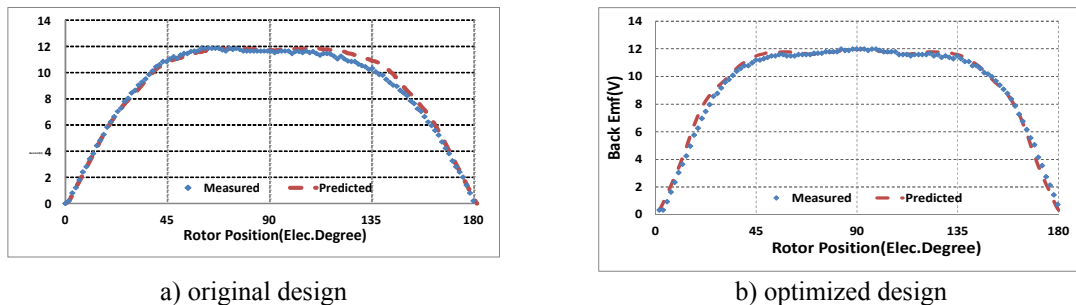 14
12
10
8
6
4
2
0
0 45 90 135 180
Measured Predicted
Rotor Position(Elec.Degree)
a) original design
14
12
10
8
6
4
2
0
Back Emf(V)
0 45 90 135 180
Measured Predicted
Rotor Position(Elec.Degree)
b) optimized design